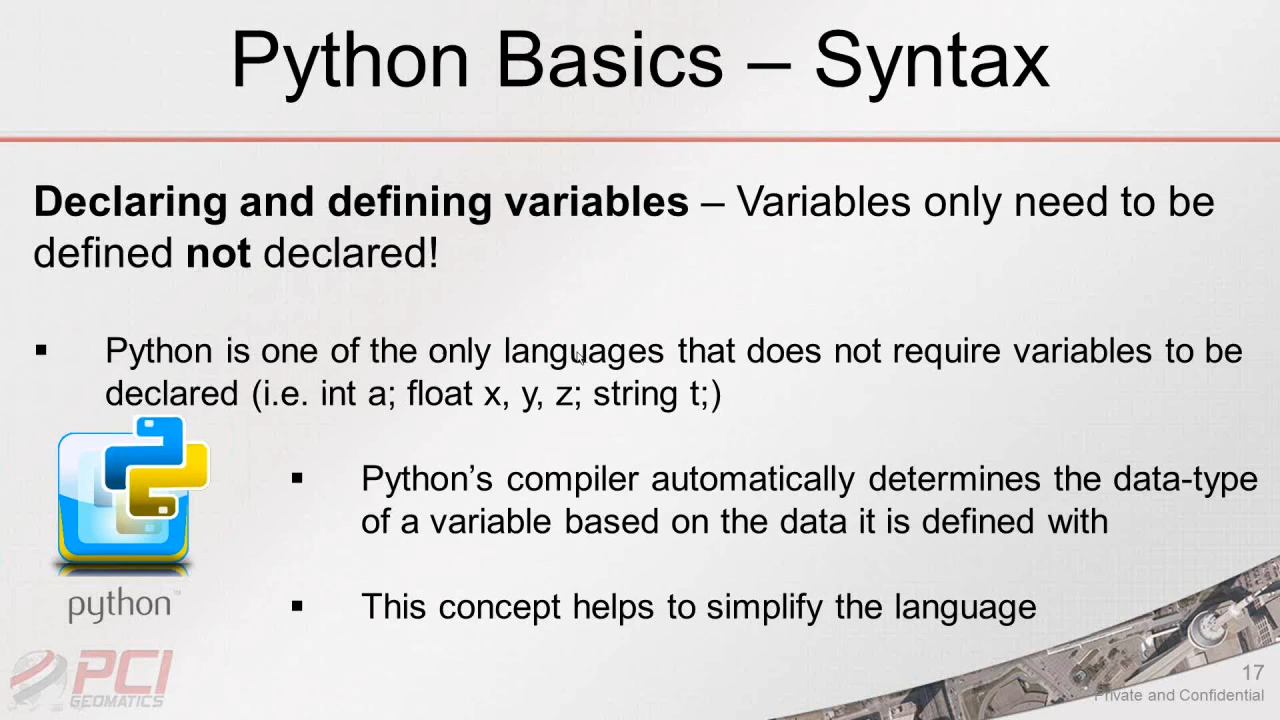 Python Basics – Syntax
Declaring and defining variables – Variables only need to be
defined not declared!
▪ Python is one of the only languages that does not require variables to be
declared (i.e. int a; float x, y, z; string t;)
▪ Python’s compiler automatically determines the data-type
of a variable based on the data it is defined with
▪ This concept helps to simplify the language
python™
PCI
GEOMATICS
17
Private and Confidential